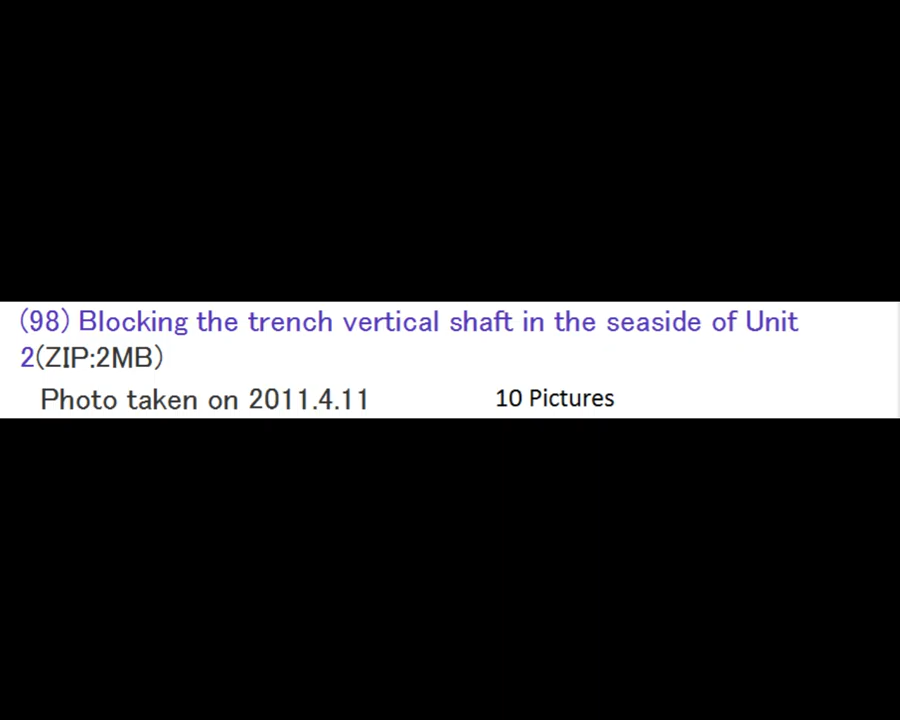 (98) Blocking the trench vertical shaft in the seaside of Unit
2(ZIP:2MB)
Photo taken on 2011.4.11 10 Pictures